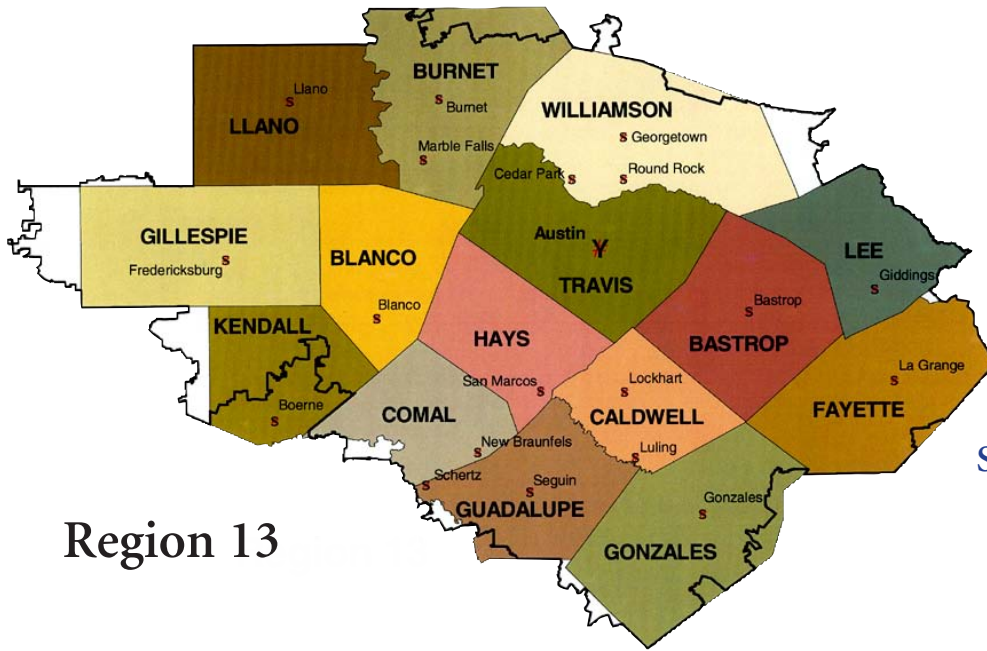 BURNET
Llano
S
S
Burnet
WILLIAMSON
LLANO
S
Georgetown
Marble Falls
S
Cedar Park
S
Round Rock
S
GILLESPIE
Fredericksburg
S
BLANCO
Blanco
S
Austin
Y
TRAVIS
LEE
Giddings
S
Bastrop
S
BASTROP
KENDALL
HAYS
San Marcos
S
Lockhart
S
La Grange
S
FAYETTE
CALDWELL
Boerne
S
COMAL
New Braunfels
S
Luling
S
Schertz
S
Seguin
S
GUADALUPE
Gonzales
S
GONZALES
S
Region 13